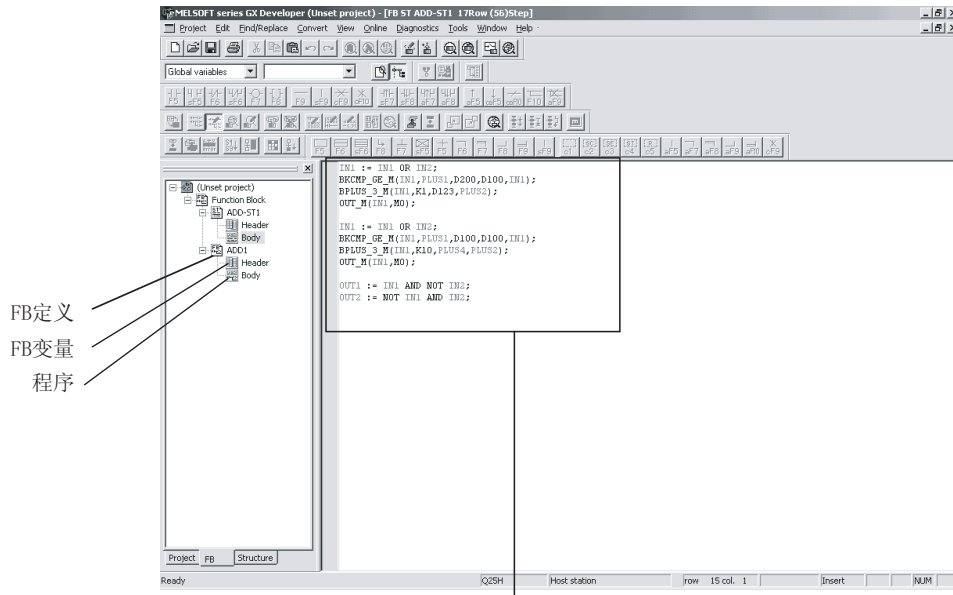 MELSOFT series GX Developer (Unset project) - [FB ST ADD-ST1 17Row (56)Step]
Project Edit Find/Replace Convert View Online Diagnostics Tools Window Help
Global variables
(Unset project)
Function Block
ADD-ST1
Header
Body
ADD1
Header
Body
FB定义
FB变量
程序
IN1 := IN1 OR IN2;
BKCMP_GE_M(IN1,PLUS1,D200,D100,IN1);
BPLUS_3_M(IN1,K1,D123,PLUS2);
OUT_M(IN1,M0);
IN1 := IN1 OR IN2;
BKCMP_GE_M(IN1,PLUS1,D100,D100,IN1);
BPLUS_3_M(IN1,K10,PLUS4,PLUS2);
OUT_M(IN1,M0);
OUT1 := IN1 AND NOT IN2;
OUT2 := NOT IN1 AND IN2;
Project FB Structure
Ready Q25H Host station row 15 col. 1 Insert NUM